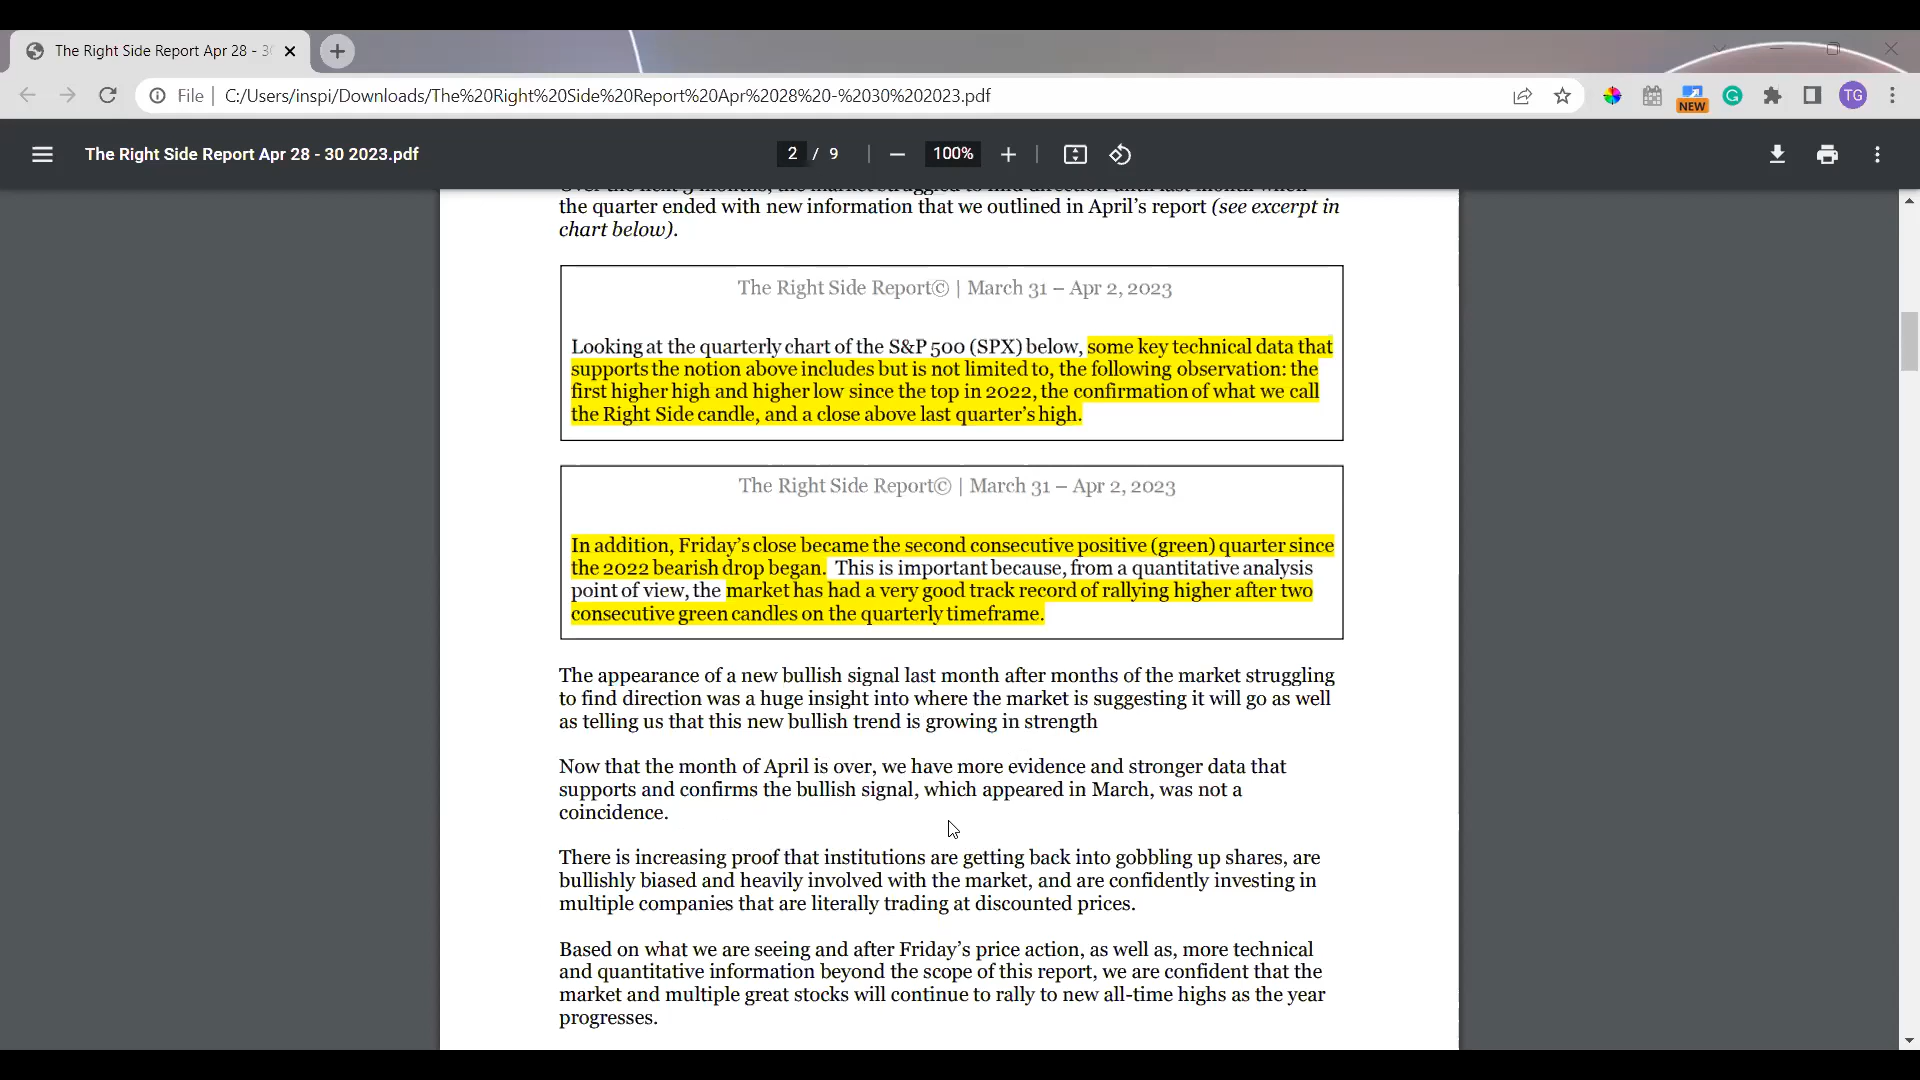 The Right Side Report Apr 28 - 3
File
C:/Users/inspi/Downloads/The%20Right%20Side%20Report%20Apr%2028%20-%2030%202023.pdf
NEW
TG
The Right Side Report Apr 28 - 30 2023.pdf
2 / 9
100%
the quarter ended with new information that we outlined in April's report (see excerpt in
chart below).
The Right Side Report© | March 31 – Apr 2, 2023
Looking at the quarterly chart of the S&P 500 (SPX) below, some key technical data that
supports the notion above includes but is not limited to, the following observation: the
first higher high and higher low since the top in 2022, the confirmation of what we call
the Right Side candle, and a close above last quarter's high.
The Right Side Report© | March 31 – Apr 2, 2023
In addition, Friday's close became the second consecutive positive (green) quarter since
the 2022 bearish drop began. This is important because, from a quantitative analysis
point of view, the market has had a very good track record of rallying higher after two
consecutive green candles on the quarterly timeframe.
The appearance of a new bullish signal last month after months of the market struggling
to find direction was a huge insight into where the market is suggesting it will go as well
as telling us that this new bullish trend is growing in strength
Now that the month of April is over, we have more evidence and stronger data that
supports and confirms the bullish signal, which appeared in March, was not a
coincidence.
There is increasing proof that institutions are getting back into gobbling up shares, are
bullishly biased and heavily involved with the market, and are confidently investing in
multiple companies that are literally trading at discounted prices.
Based on what we are seeing and after Friday's price action, as well as, more technical
and quantitative information beyond the scope of this report, we are confident that the
market and multiple great stocks will continue to rally to new all-time highs as the year
progresses.